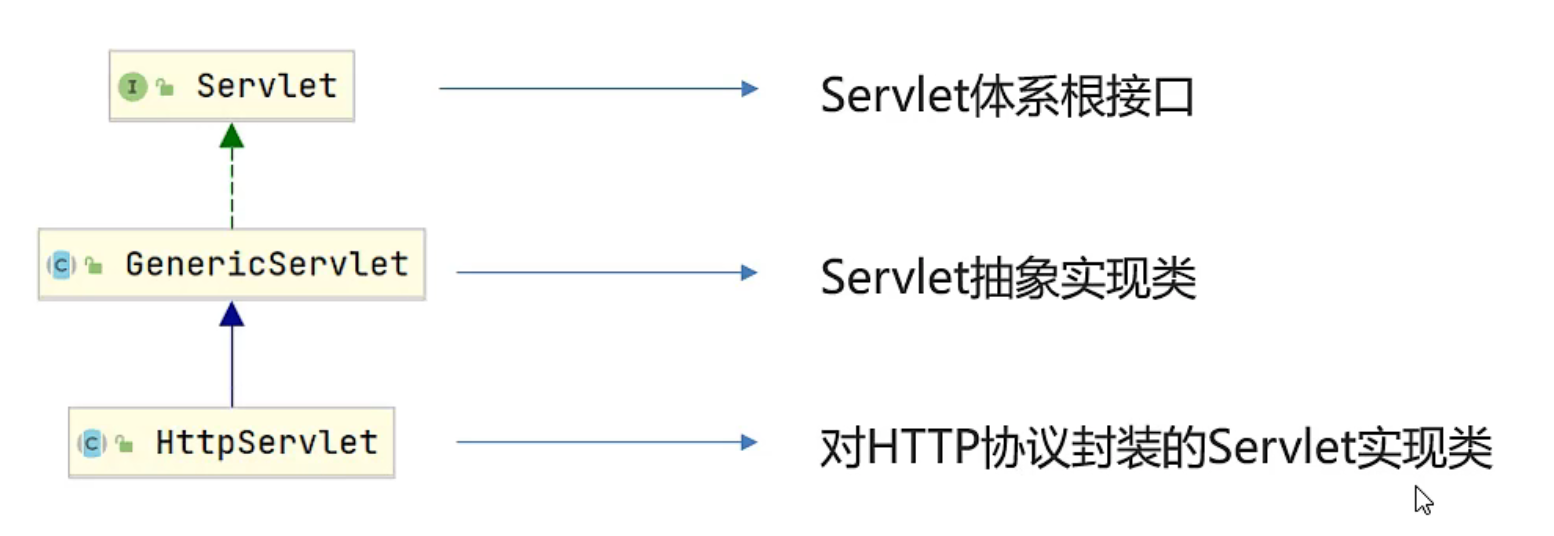 Servlet
Servlet体系根接口
GenericServlet
Servlet抽象实现类
HttpServlet
对HTTP协议封装的Servlet实现类